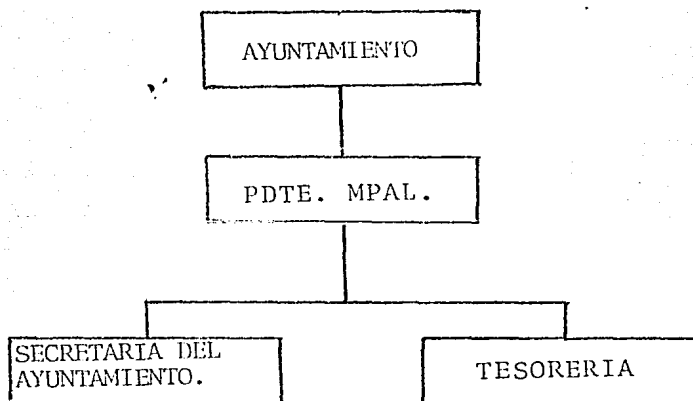 AYUNTAMIENTO
PDTE. MPAL.
SECRETARIA DEL
AYUNTAMIENTO.
TESORERIA